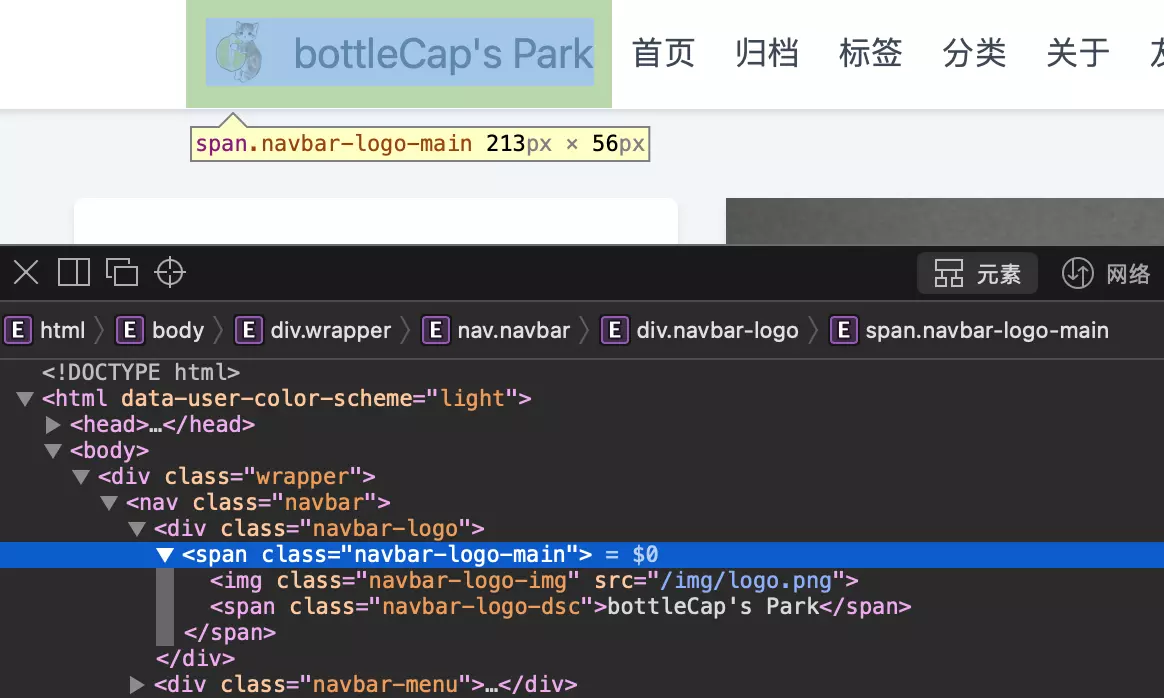 bottleCap's Park 首页 归档 标签 分类 关于
span.navbar-logo-main 213px × 56px
元素 网络
E html E body E div.wrapper E nav.navbar E div.navbar-logo E span.navbar-logo-main
<!DOCTYPE html>
<html data-user-color-scheme="light">
<head>…</head>
<body>
<div class="wrapper">
<nav class="navbar">
<div class="navbar-logo">
<span class="navbar-logo-main"> = $0
<img class="navbar-logo-img" src="/img/logo.png">
<span class="navbar-logo-dsc">bottleCap's Park</span>
</span>
</div>
<div class="navbar-menu">…</div>